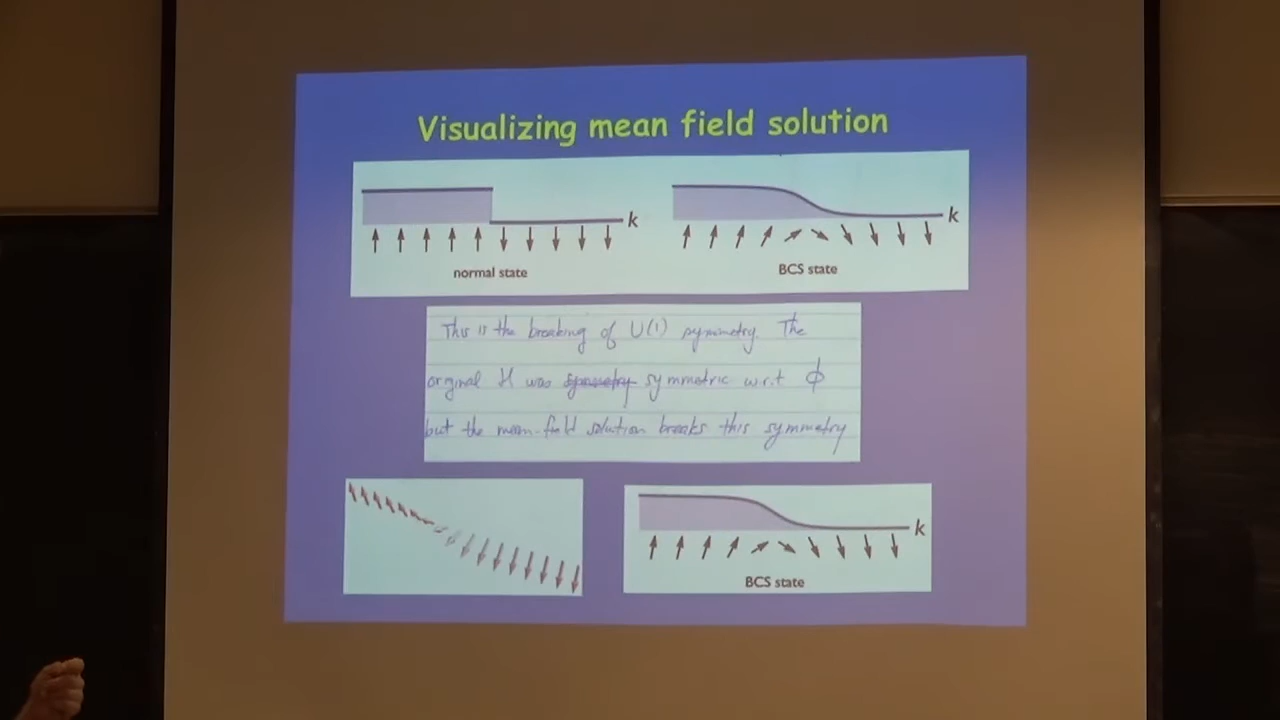 Visualizing mean field solution
k
k
normal state
BCS state
This is the breaking of U(1) symmetry. The
orginal H was symmetry symmetric w.r.t ϕ
but the mean-field solution breaks this symmetry
k
BCS state